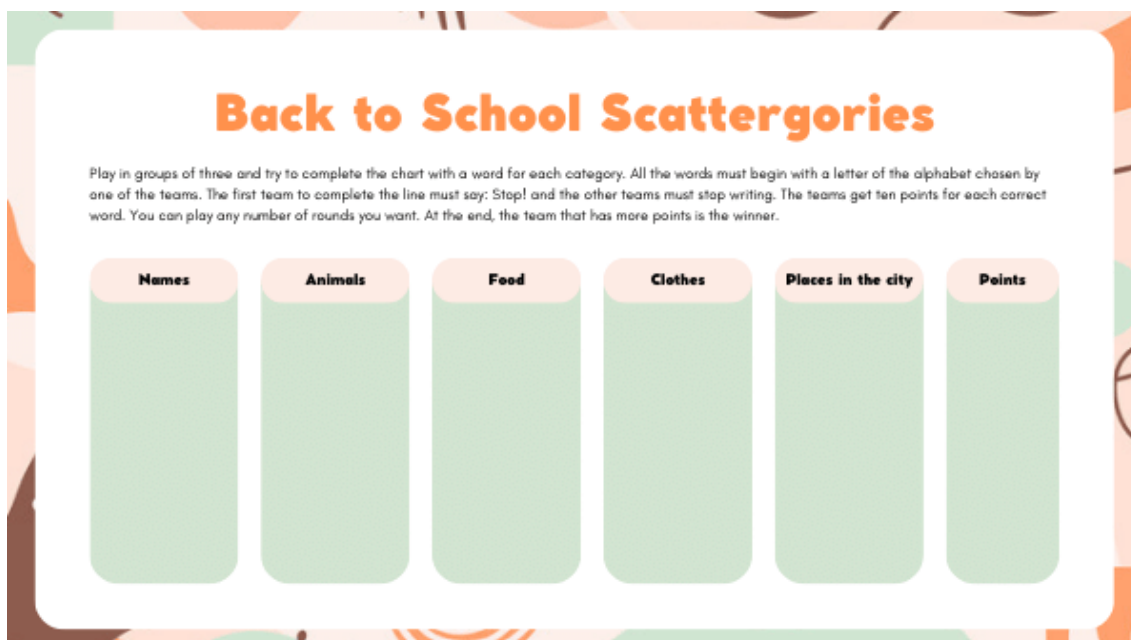 Back to School Scattergories
Play in groups of three and try to complete the chart with a word for each category. All the words must begin with a letter of the alphabet chosen by
one of the teams. The first team to complete the line must say: Stop! and the other teams must stop writing. The teams get ten points for each correct
word. You can play any number of rounds you want. At the end, the team that has more points is the winner.
Names Animals Food Clothes Places in the city Points